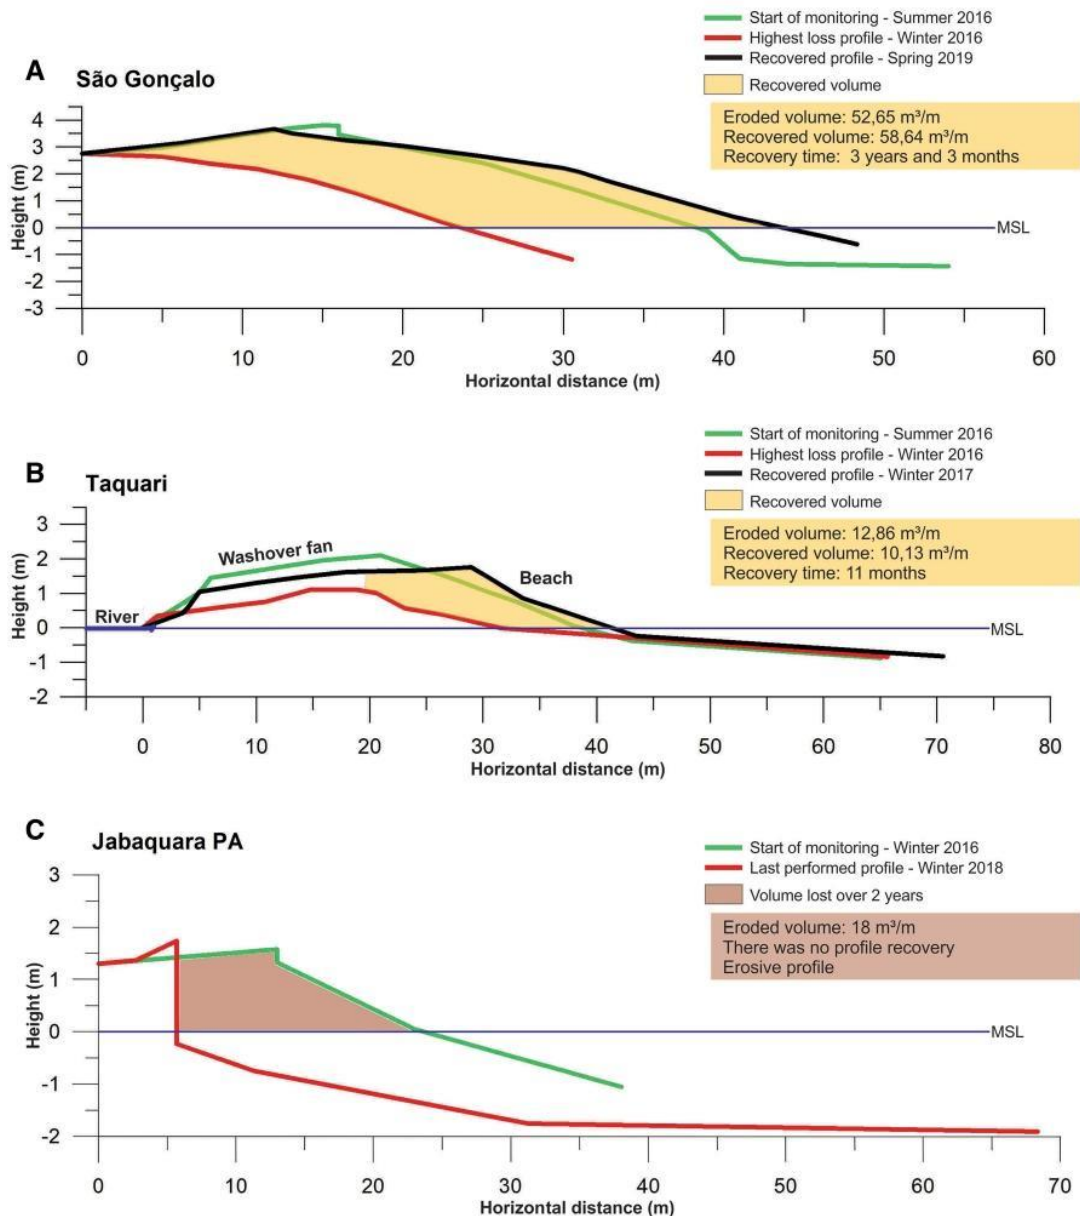 Start of monitoring - Summer 2016
Highest loss profile - Winter 2016
Recovered profile - Spring 2019
Recovered volume
A
São Gonçalo
Eroded volume: 52,65 m³/m
Recovered volume: 58,64 m³/m
Recovery time: 3 years and 3 months
4
3
2
1
0
-1
-2
-3
Height (m)
MSL
0 10 20 30 40 50 60
Horizontal distance (m)
Start of monitoring - Summer 2016
Highest loss profile - Winter 2016
Recovered profile - Winter 2017
Recovered volume
B
Taquari
Eroded volume: 12,86 m³/m
Recovered volume: 10,13 m³/m
Recovery time: 11 months
3
2
1
0
-1
-2
Height (m)
Washover fan
Beach
River
MSL
0 10 20 30 40 50 60 70 80
Horizontal distance (m)
C
Jabaquara PA
Start of monitoring - Winter 2016
Last performed profile - Winter 2018
Volume lost over 2 years
Eroded volume: 18 m³/m
There was no profile recovery
Erosive profile
3
2
1
0
-1
-2
Height (m)
MSL
0 10 20 30 40 50 60 70
Horizontal distance (m)